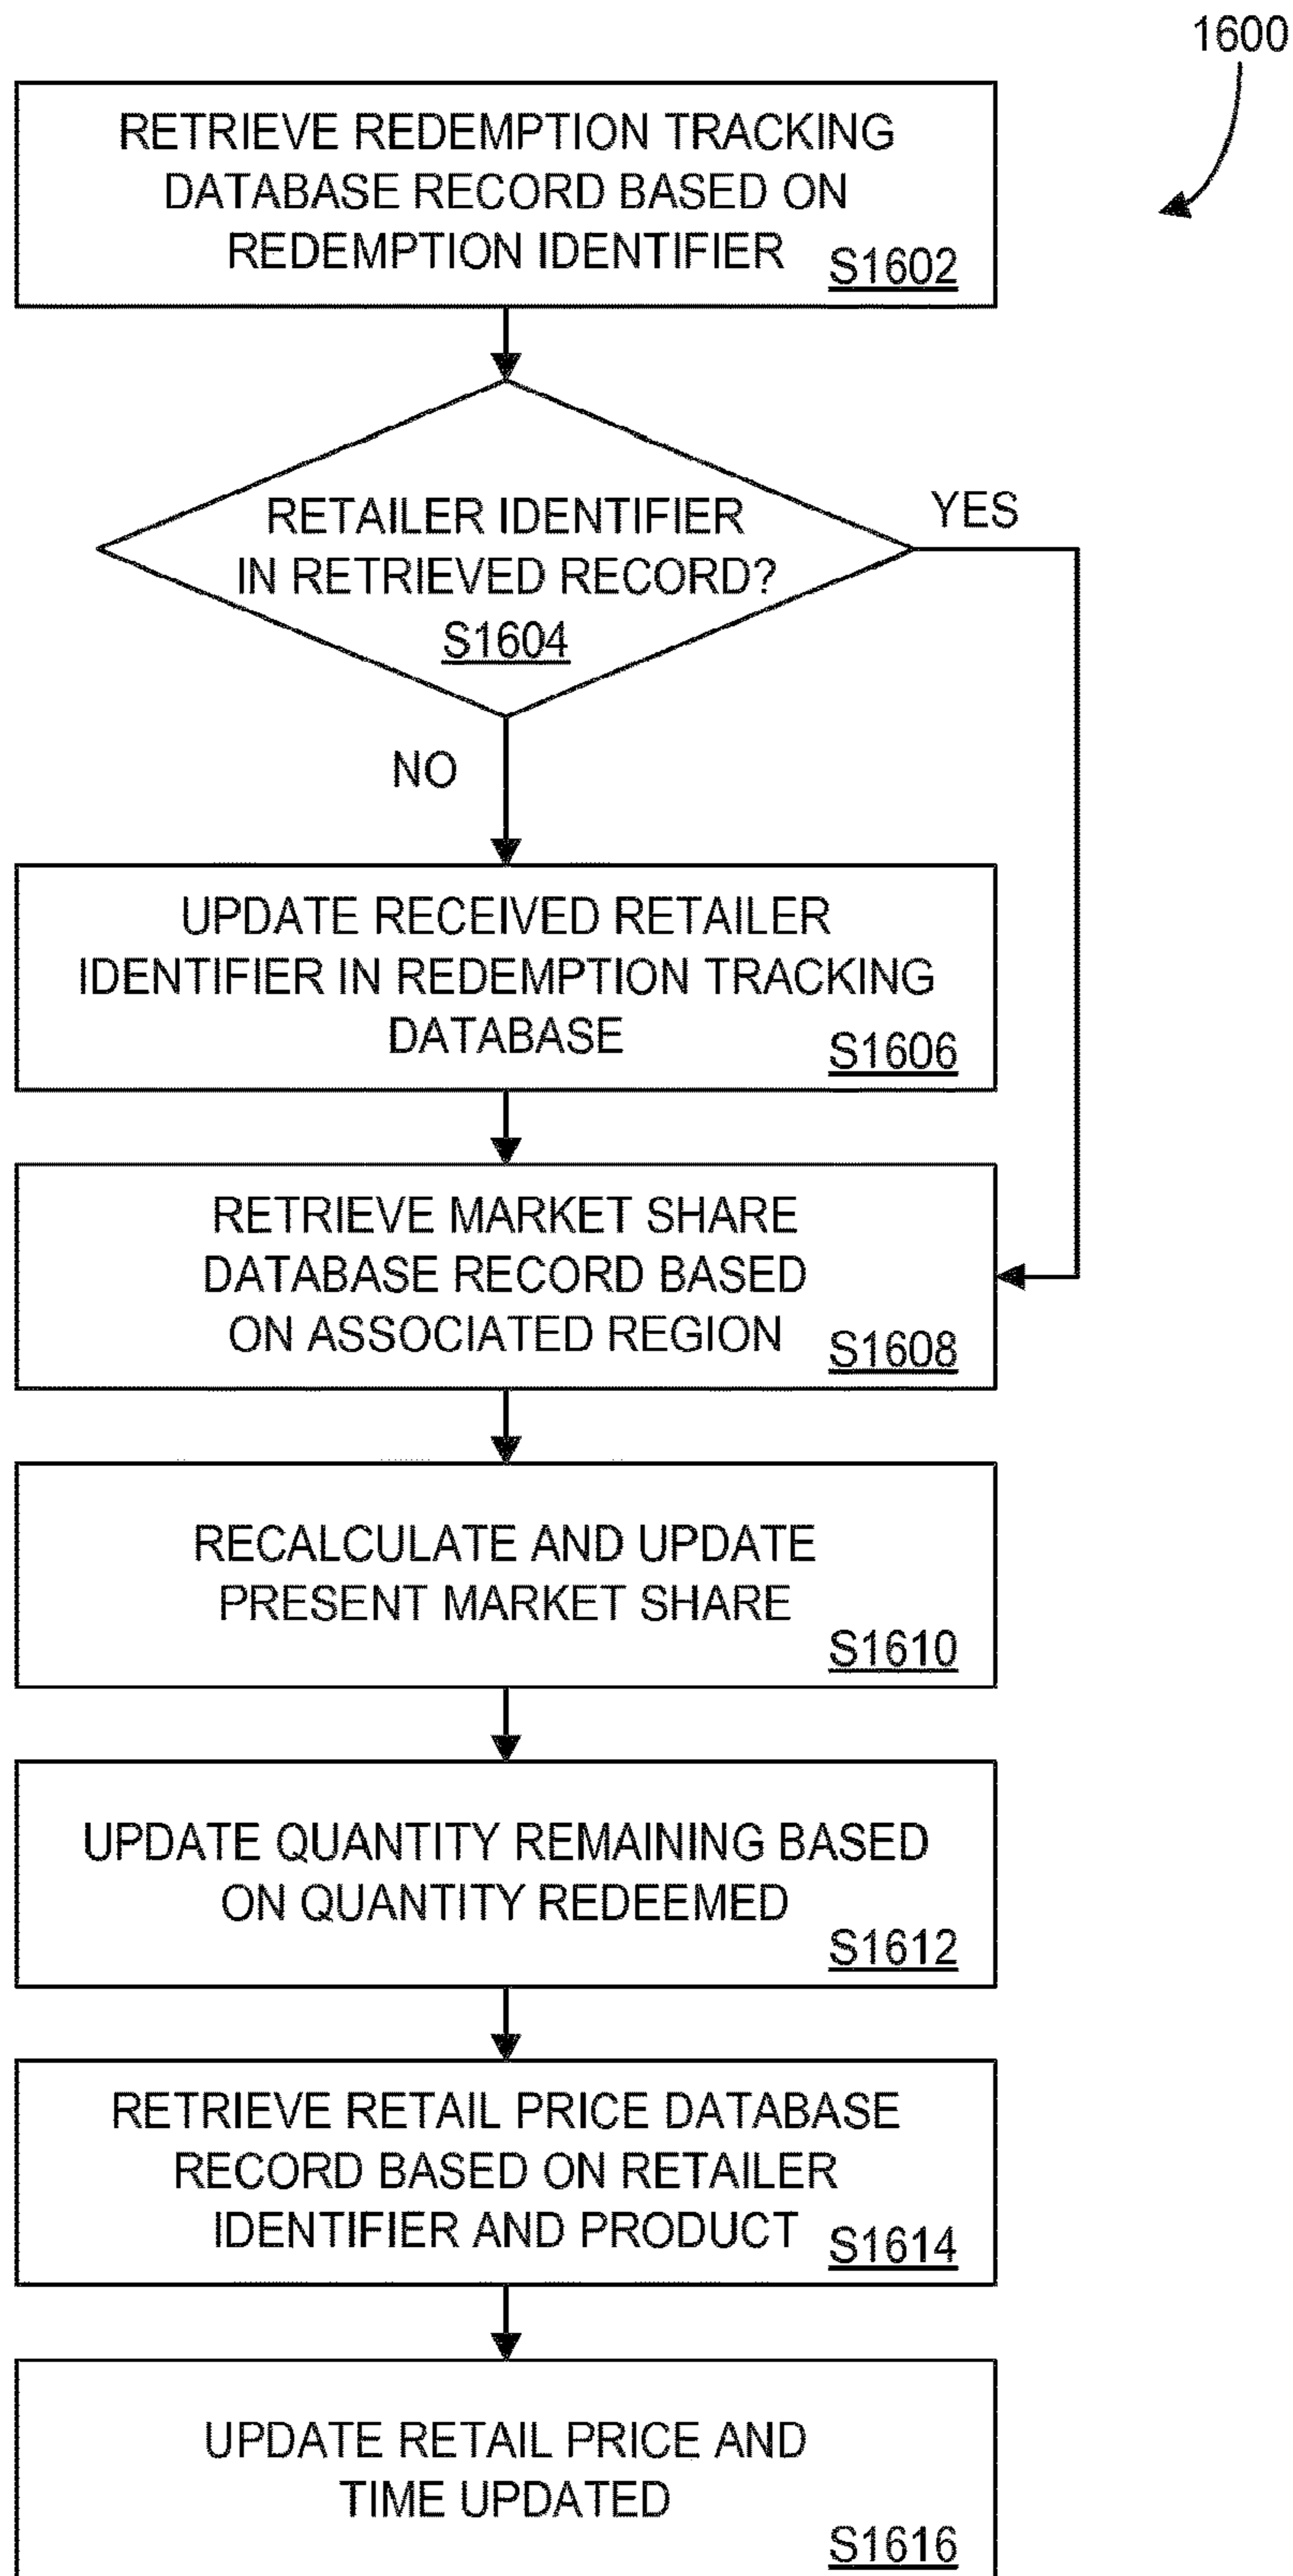 1600
RETRIEVE REDEMPTION TRACKING
DATABASE RECORD BASED ON
REDEMPTION IDENTIFIER
S1602
RETAILER IDENTIFIER
IN RETRIEVED RECORD?
S1604
YES
NO
UPDATE RECEIVED RETAILER
IDENTIFIER IN REDEMPTION TRACKING
DATABASE
S1606
RETRIEVE MARKET SHARE
DATABASE RECORD BASED
ON ASSOCIATED REGION
S1608
RECALCULATE AND UPDATE
PRESENT MARKET SHARE
S1610
UPDATE QUANTITY REMAINING BASED
ON QUANTITY REDEEMED
S1612
RETRIEVE RETAIL PRICE DATABASE
RECORD BASED ON RETAILER
IDENTIFIER AND PRODUCT
S1614
UPDATE RETAIL PRICE AND
TIME UPDATED
S1616